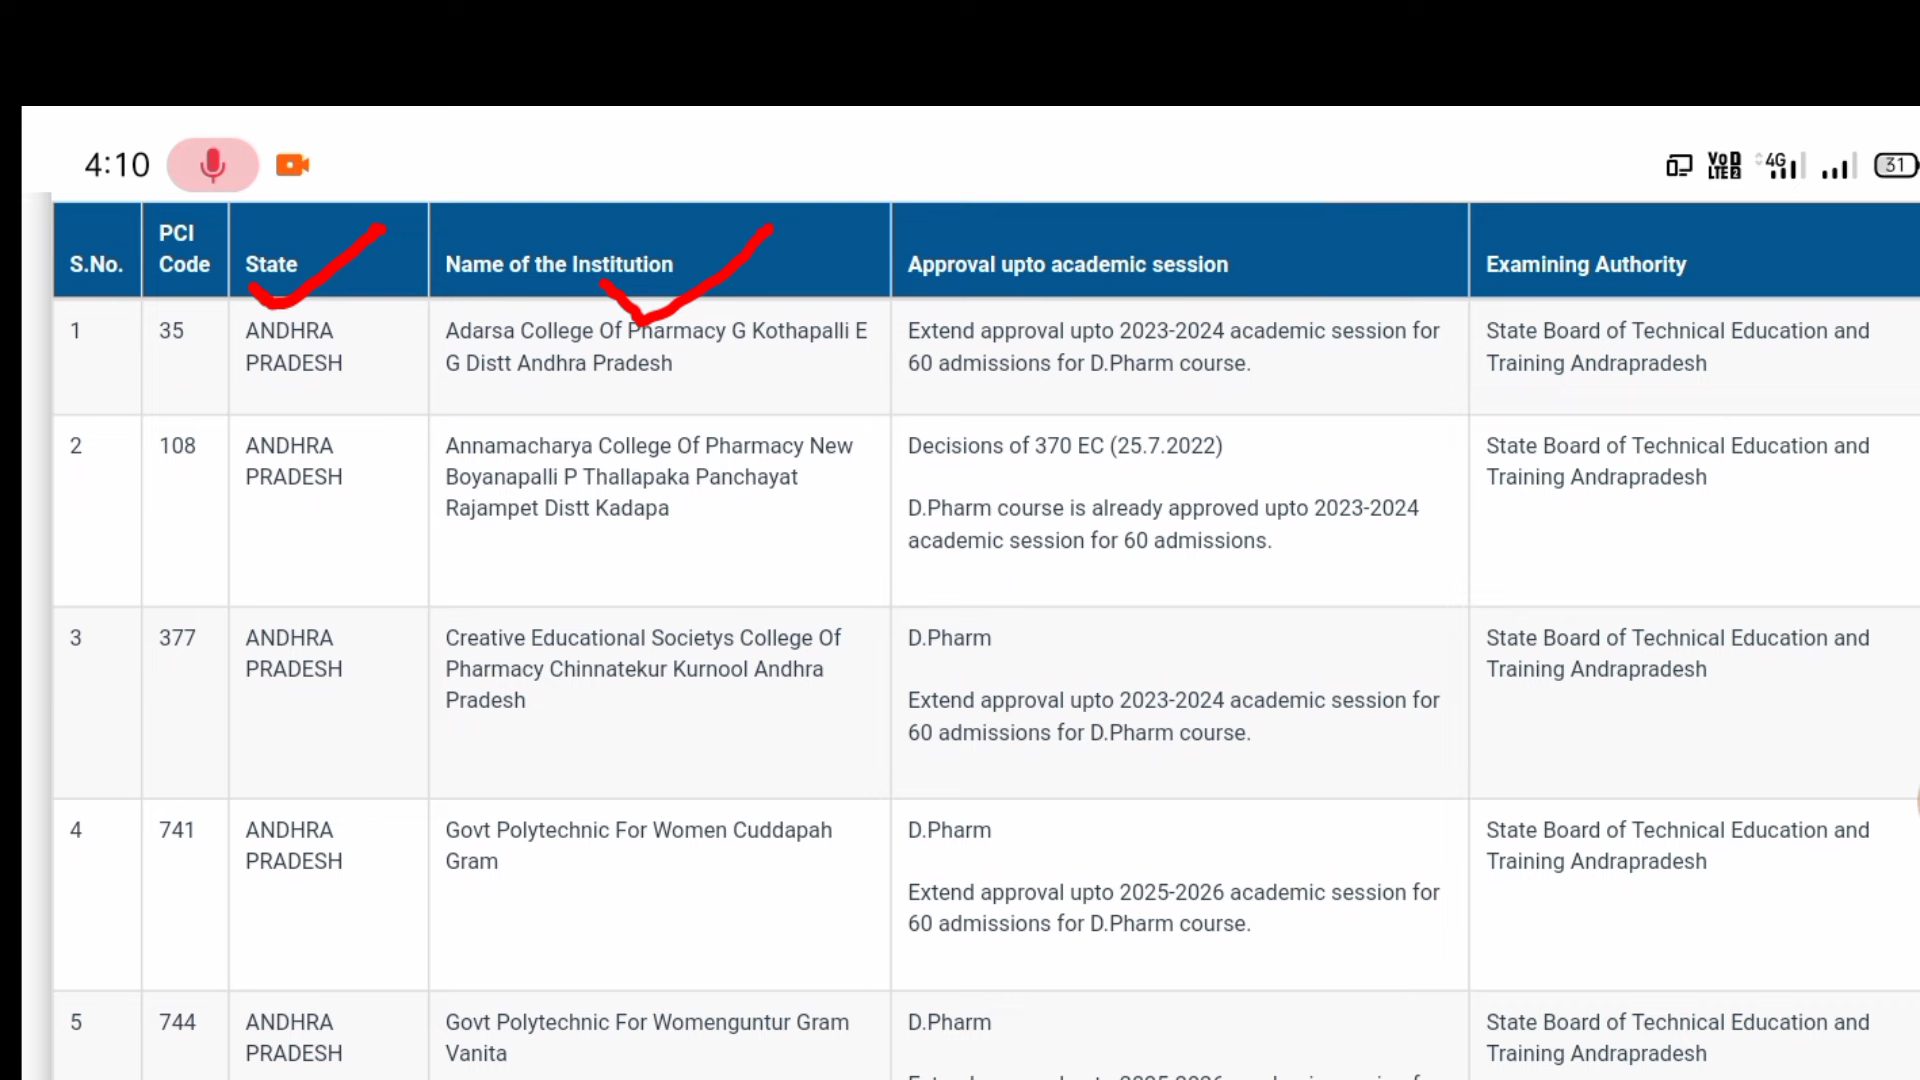 4:10
VoD
LTE2
4G
31
S.No.
PCI
Code
State
Name of the Institution
Approval upto academic session
Examining Authority
1
35
ANDHRA
PRADESH
Adarsa College Of Pharmacy G Kothapalli E
G Distt Andhra Pradesh
Extend approval upto 2023-2024 academic session for
60 admissions for D.Pharm course.
State Board of Technical Education and
Training Andrapradesh
2
108
ANDHRA
PRADESH
Annamacharya College Of Pharmacy New
Boyanapalli P Thallapaka Panchayat
Rajampet Distt Kadapa
Decisions of 370 EC (25.7.2022)
D.Pharm course is already approved upto 2023-2024
academic session for 60 admissions.
State Board of Technical Education and
Training Andrapradesh
3
377
ANDHRA
PRADESH
Creative Educational Societys College Of
Pharmacy Chinnatekur Kurnool Andhra
Pradesh
D.Pharm
Extend approval upto 2023-2024 academic session for
60 admissions for D.Pharm course.
State Board of Technical Education and
Training Andrapradesh
4
741
ANDHRA
PRADESH
Govt Polytechnic For Women Cuddapah
Gram
D.Pharm
Extend approval upto 2025-2026 academic session for
60 admissions for D.Pharm course.
State Board of Technical Education and
Training Andrapradesh
5
744
ANDHRA
PRADESH
Govt Polytechnic For Womenguntur Gram
Vanita
D.Pharm
State Board of Technical Education and
Training Andrapradesh